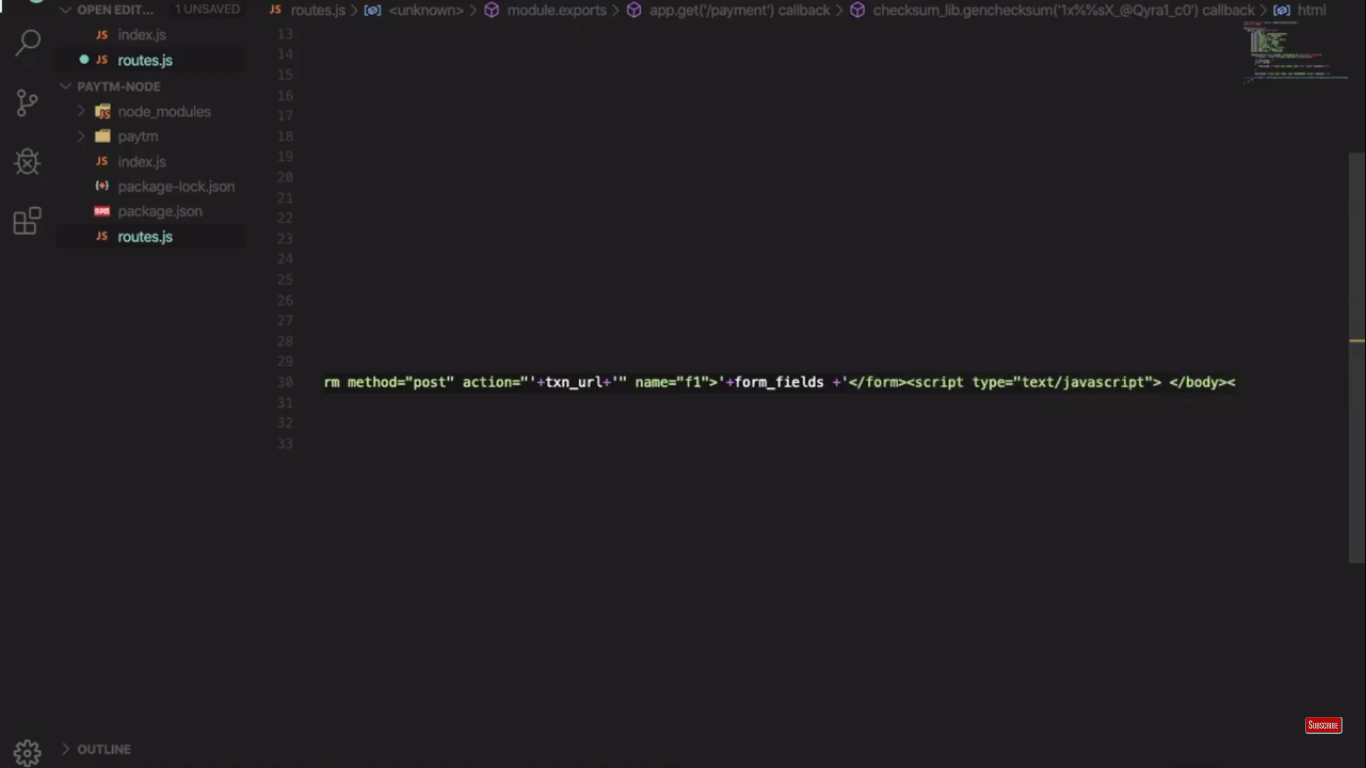 OPEN EDIT... 1 UNSAVED
JS index.js
JS routes.js
PAYTM-NODE
node_modules
paytm
JS index.js
package-lock.json
npm package.json
JS routes.js
OUTLINE
JS routes.js > <unknown> > module.exports > app.get('/payment') callback > checksum_lib.genchecksum('1x%%sX_@Qyra1_c0') callback > html
13
14
15
16
17
18
19
20
21
22
23
24
25
26
27
28
29
30 rm method="post" action="'+txn_url+'" name="f1">'+form_fields +'</form><script type="text/javascript"> </body><
31
32
33
SUBSCRIBE